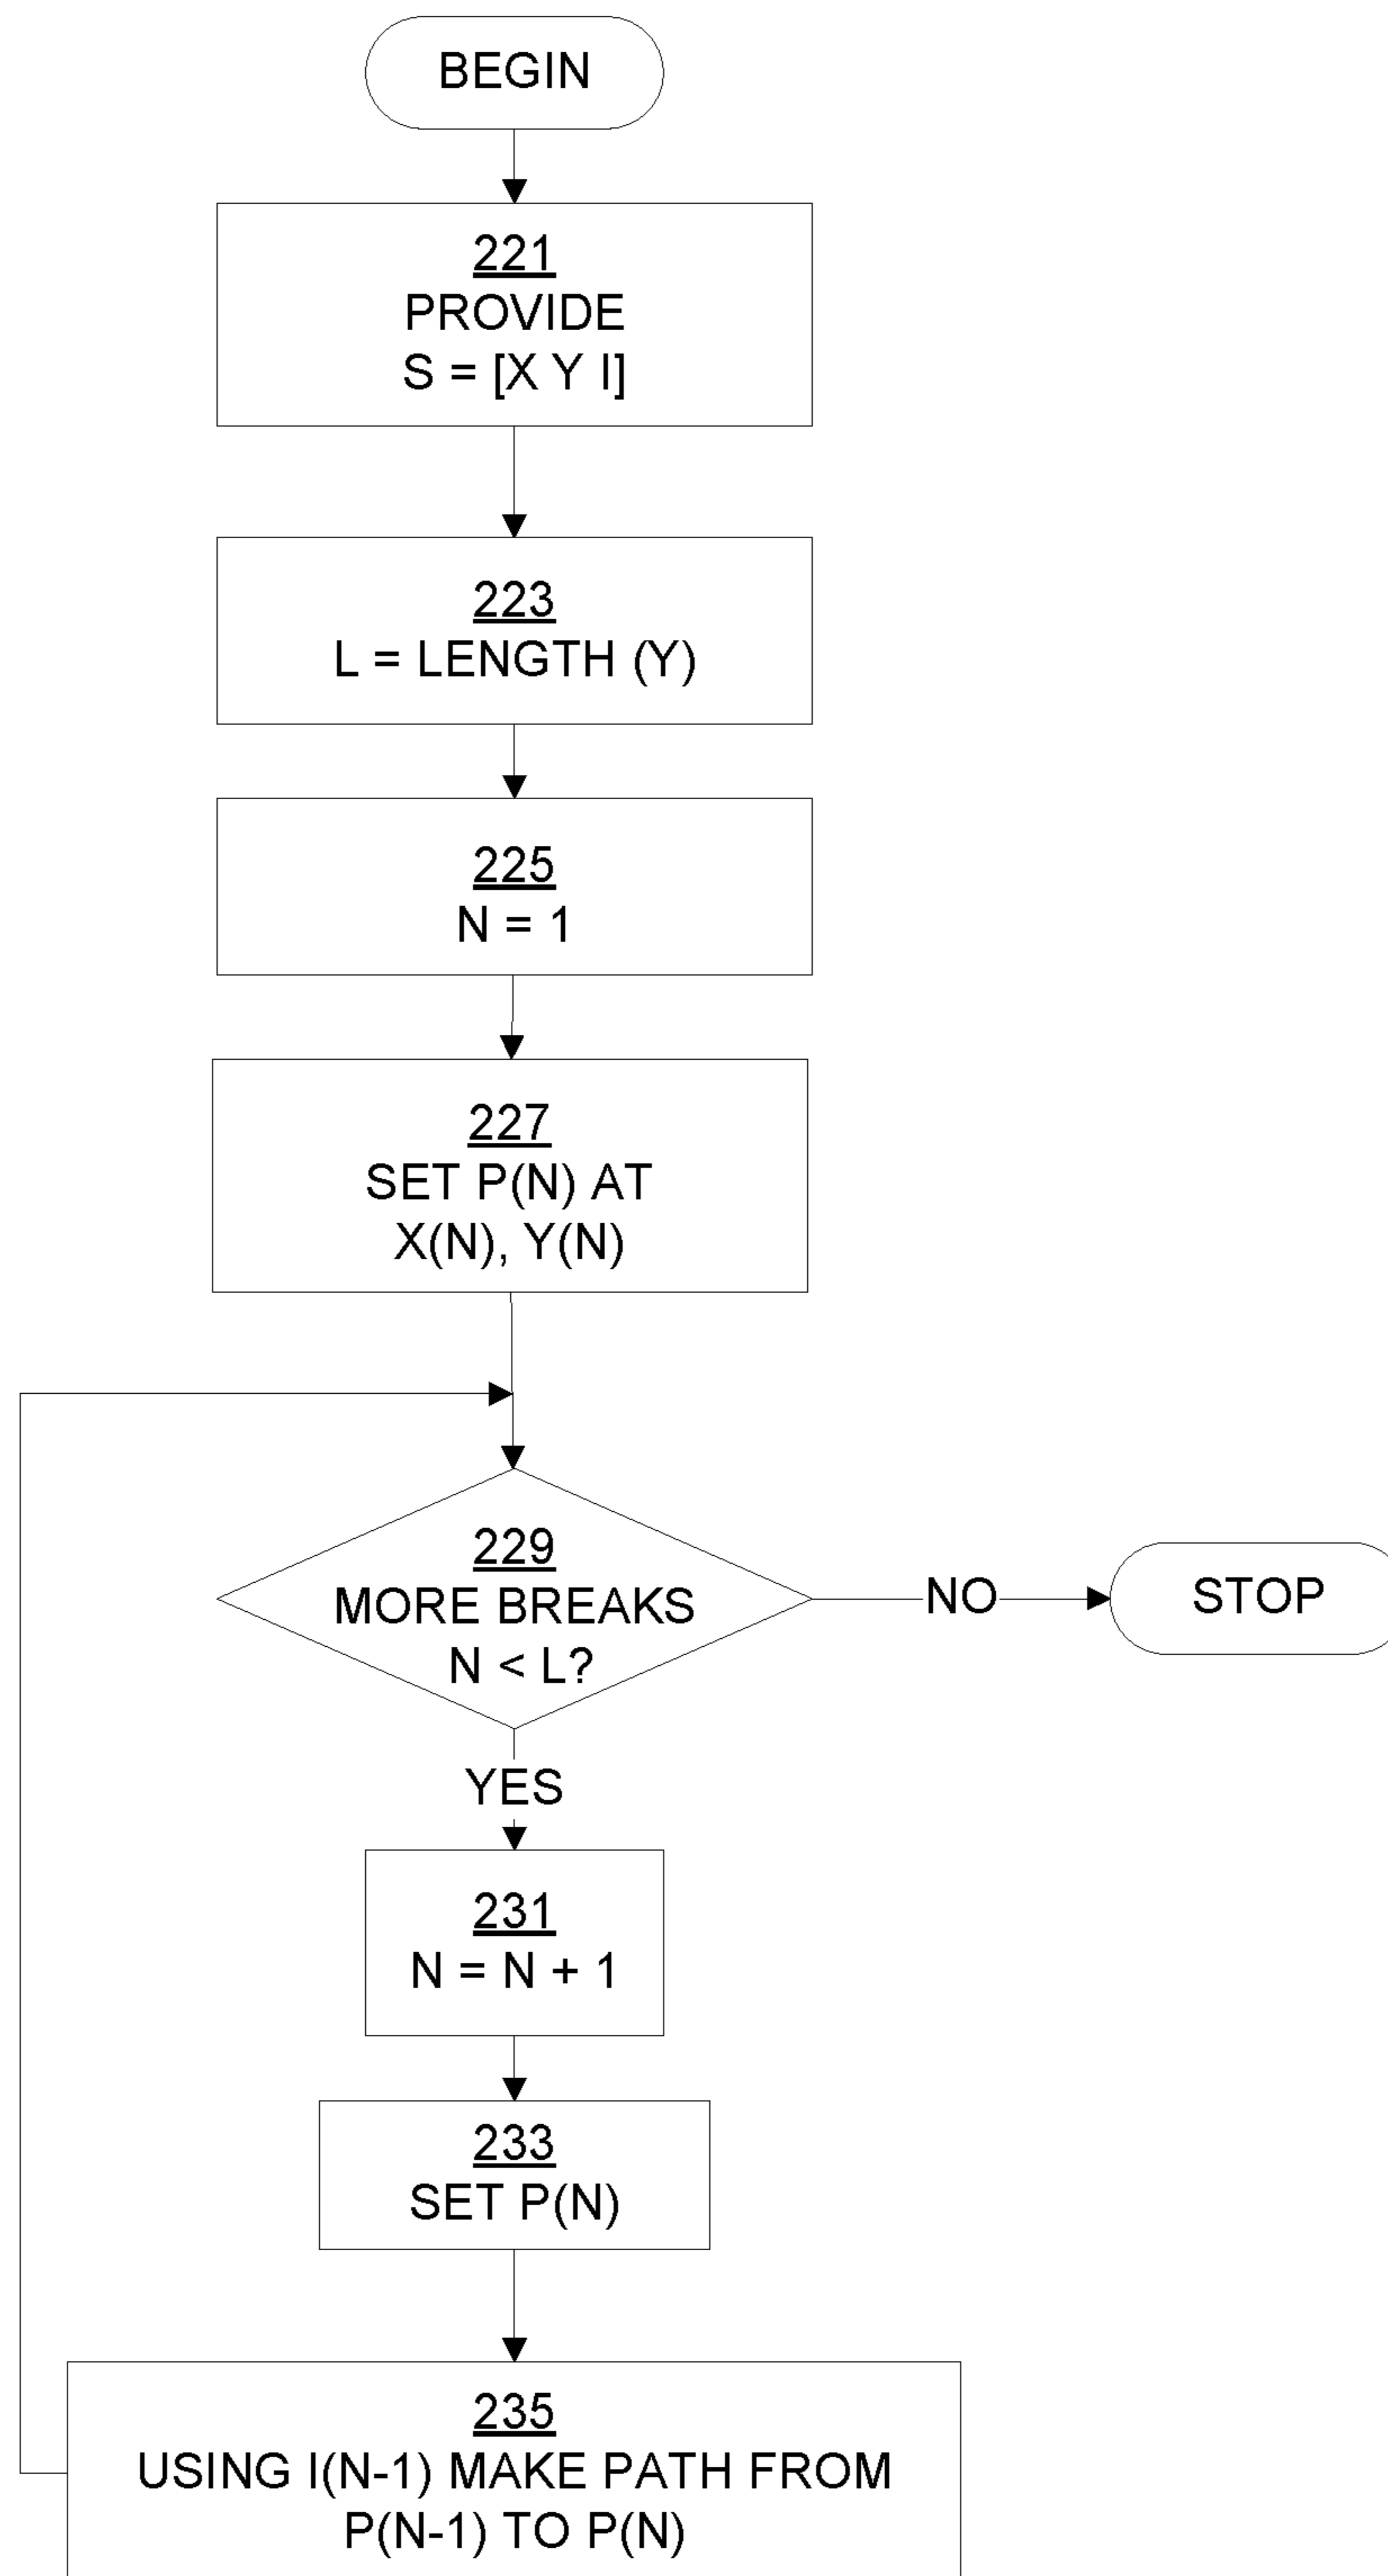 BEGIN
221
PROVIDE
S = [X Y I]
223
L = LENGTH (Y)
225
N = 1
227
SET P(N) AT
X(N), Y(N)
229
MORE BREAKS
N < L?
NO
STOP
YES
231
N = N + 1
233
SET P(N)
235
USING I(N-1) MAKE PATH FROM
P(N-1) TO P(N)